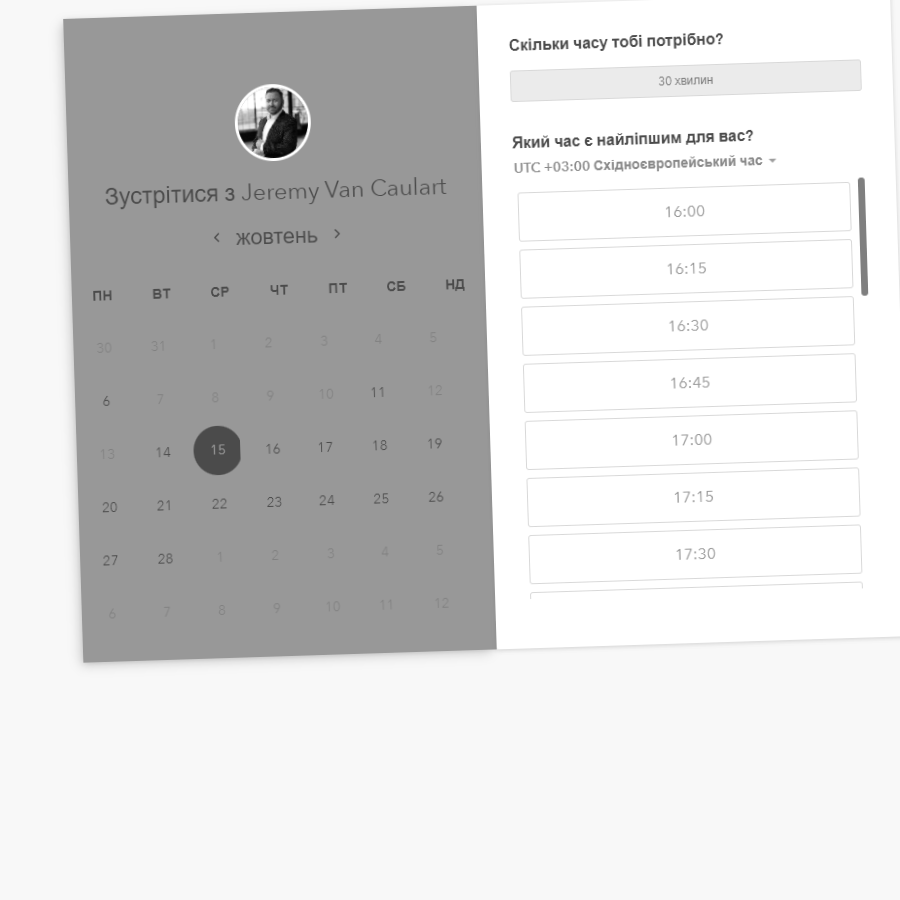 Зустрітися з Jeremy Van Caulart
жовтень
ПН ВТ СР ЧТ ПТ СБ НД
30 31 1 2 3 4 5
6 7 8 9 10 11 12
13 14 15 16 17 18 19
20 21 22 23 24 25 26
27 28 1 2 3 4 5
6 7 8 9 10 11 12
Скільки часу тобі потрібно?
30 хвилин
Який час є найліпшим для вас?
UTC +03:00 Східноєвропейський час
16:00
16:15
16:30
16:45
17:00
17:15
17:30